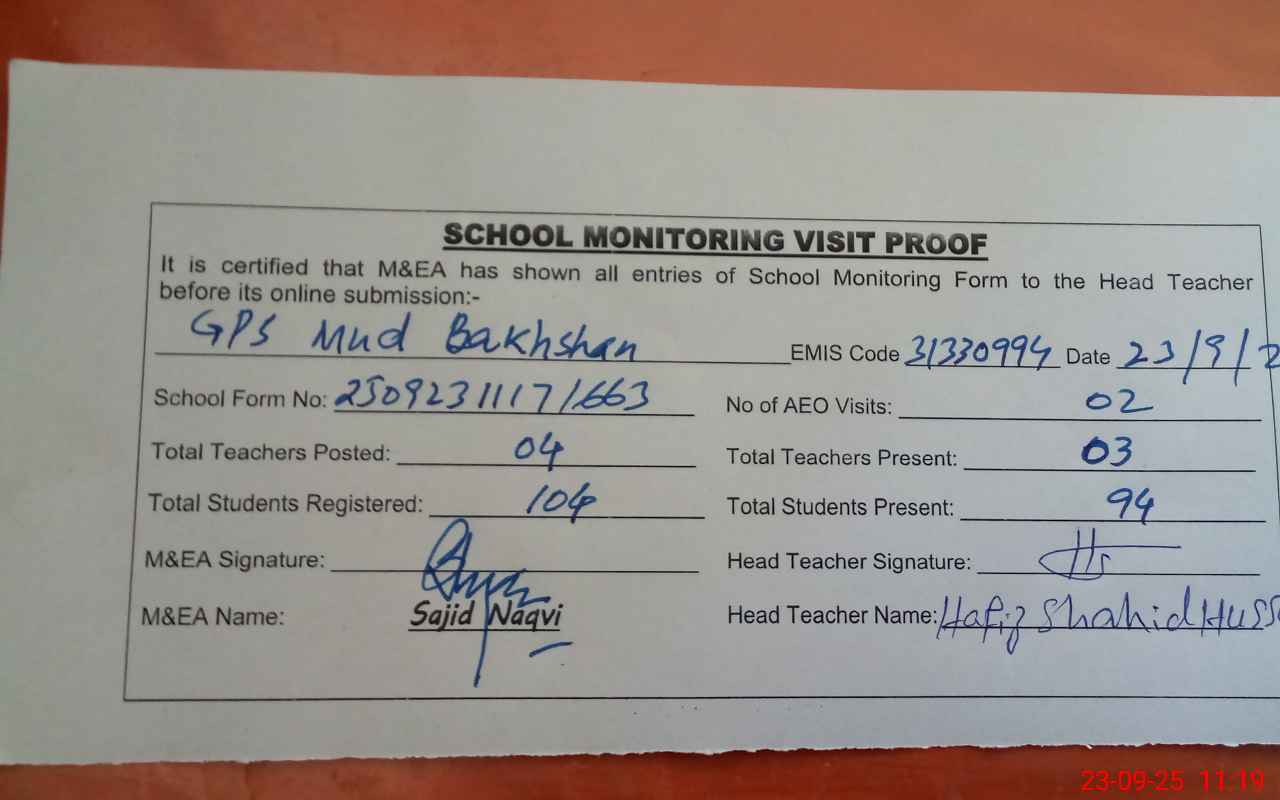 SCHOOL MONITORING VISIT PROOF
It is certified that M&EA has shown all entries of School Monitoring Form to the Head Teacher
before its online submission:-
GPS Mud Bakhshan EMIS Code 31330994 Date 23/9/2
School Form No: 25092311171663 No of AEO Visits: 02
Total Teachers Posted: 04 Total Teachers Present: 03
Total Students Registered: 104 Total Students Present: 94
M&EA Signature: Head Teacher Signature:
M&EA Name: Sajid Naqvi Head Teacher Name: Hafiz Shahid Huss
23-09-25 11:19